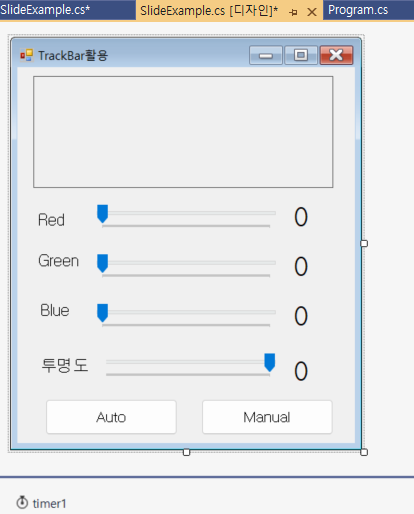 SlideExample.cs*
SlideExample.cs [디자인]*
Program.cs
TrackBar활용
Red 0
Green 0
Blue 0
투명도 0
Auto Manual
timer1